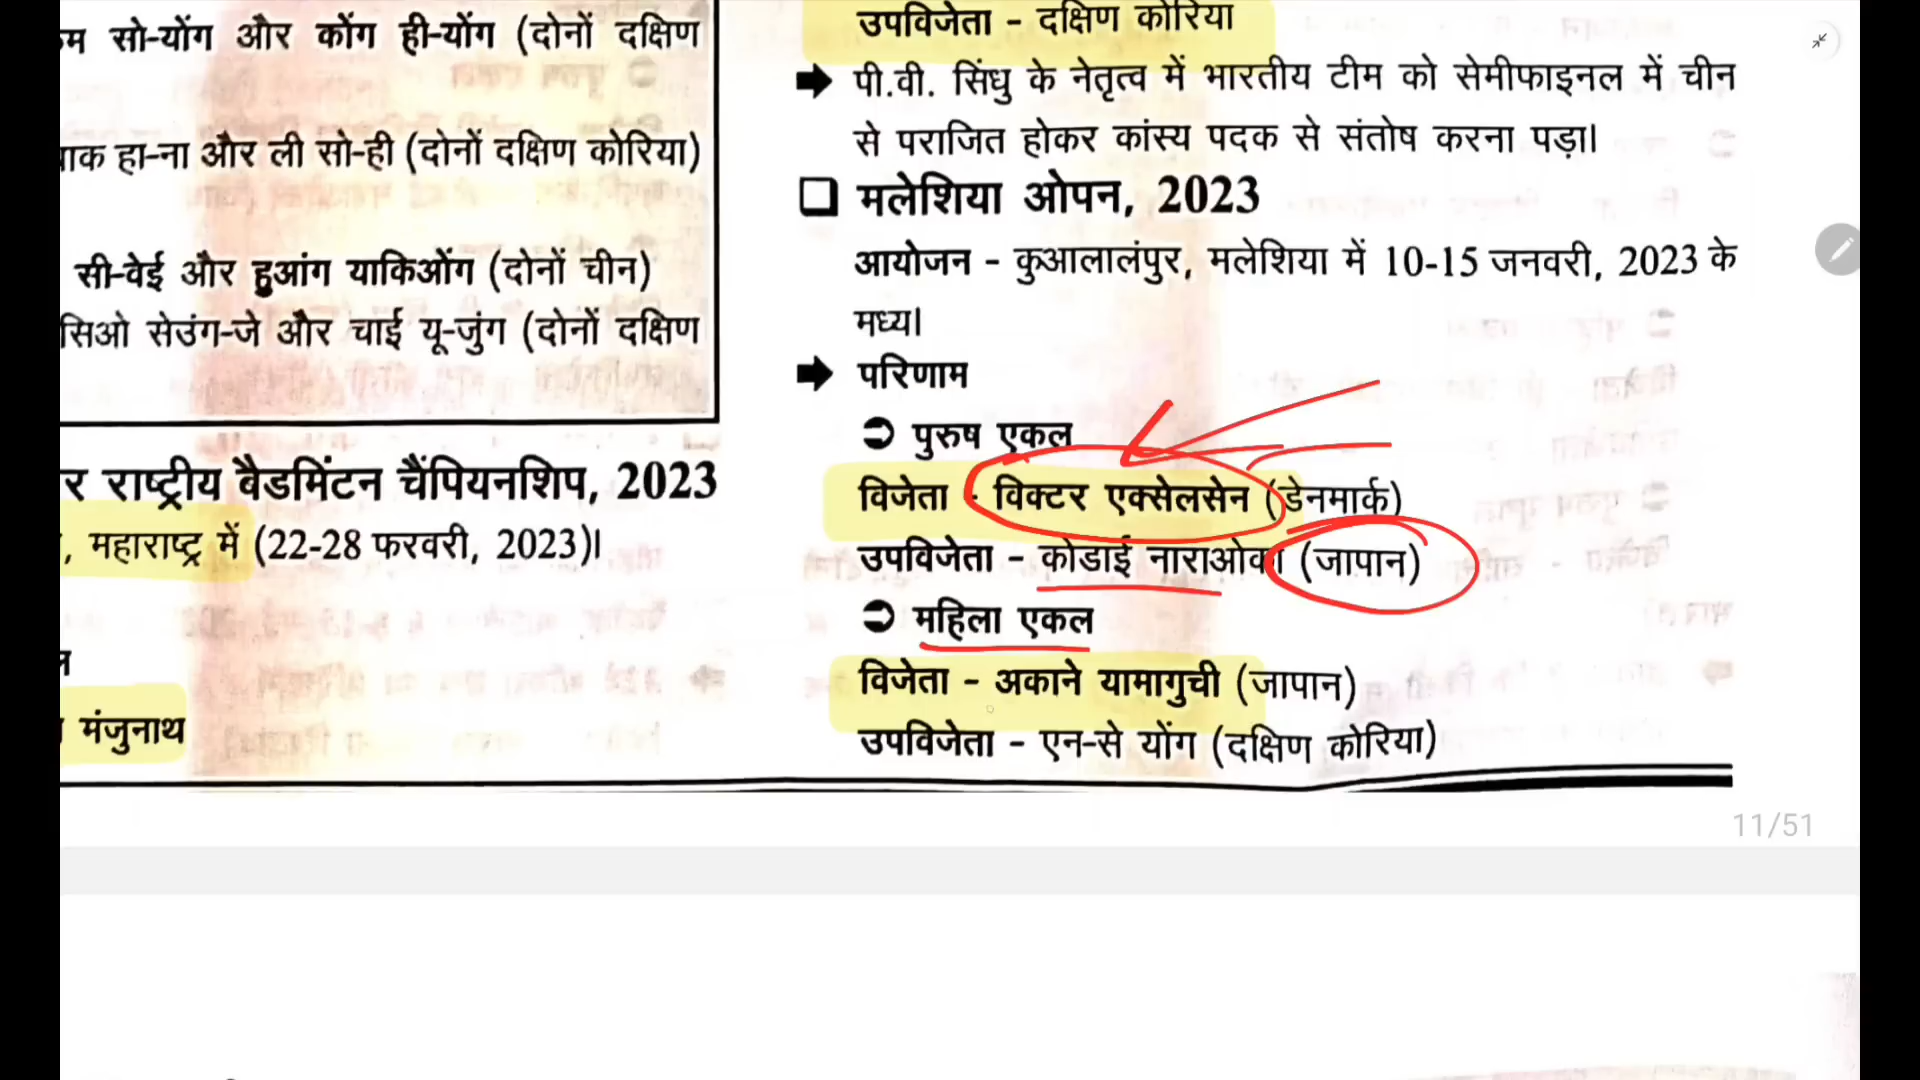 सो-योंग और कोंग ही-योंग (दोनों दक्षिण
हा-ना और ली सो-ही (दोनों दक्षिण कोरिया)
सी-वेई और हुआंग याकिओंग (दोनों चीन)
सिओ सेउंग-जे और चाई यू-जुंग (दोनों दक्षिण
र राष्ट्रीय बैडमिंटन चैंपियनशिप, 2023
, महाराष्ट्र में (22-28 फरवरी, 2023)।
मंजुनाथ
उपविजेता - दक्षिण कोरिया
पी.वी. सिंधु के नेतृत्व में भारतीय टीम को सेमीफाइनल में चीन
से पराजित होकर कांस्य पदक से संतोष करना पड़ा।
मलेशिया ओपन, 2023
आयोजन - कुआलालंपुर, मलेशिया में 10-15 जनवरी, 2023 के
मध्य।
परिणाम
पुरुष एकल
विजेता - विक्टर एक्सेलसेन (डेनमार्क)
उपविजेता - कोडाई नाराओका (जापान)
महिला एकल
विजेता - अकाने यामागुची (जापान)
उपविजेता - एन-से योंग (दक्षिण कोरिया)
11/51